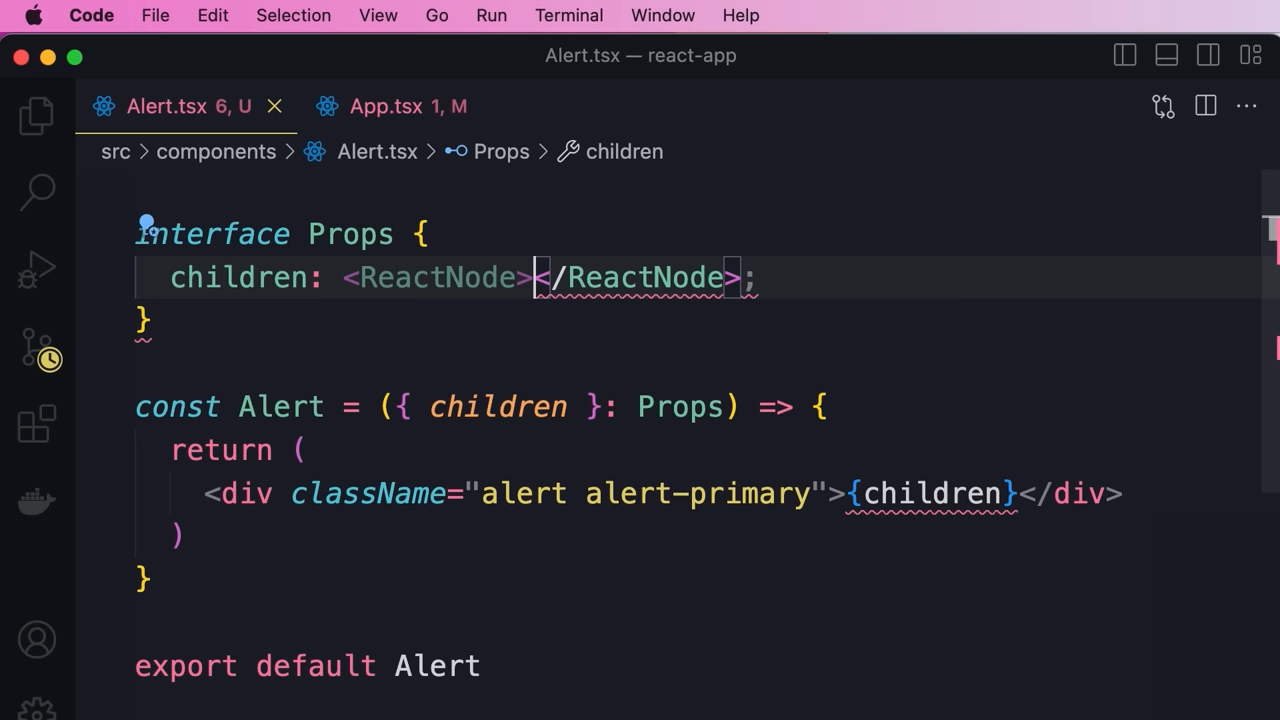 Code File Edit Selection View Go Run Terminal Window Help
Alert.tsx — react-app
Alert.tsx 6, U App.tsx 1, M
src > components > Alert.tsx > Props > children
interface Props {
children: <ReactNode></ReactNode>;
}
const Alert = ({ children }: Props) => {
return (
<div className="alert alert-primary">{children}</div>
)
}
export default Alert